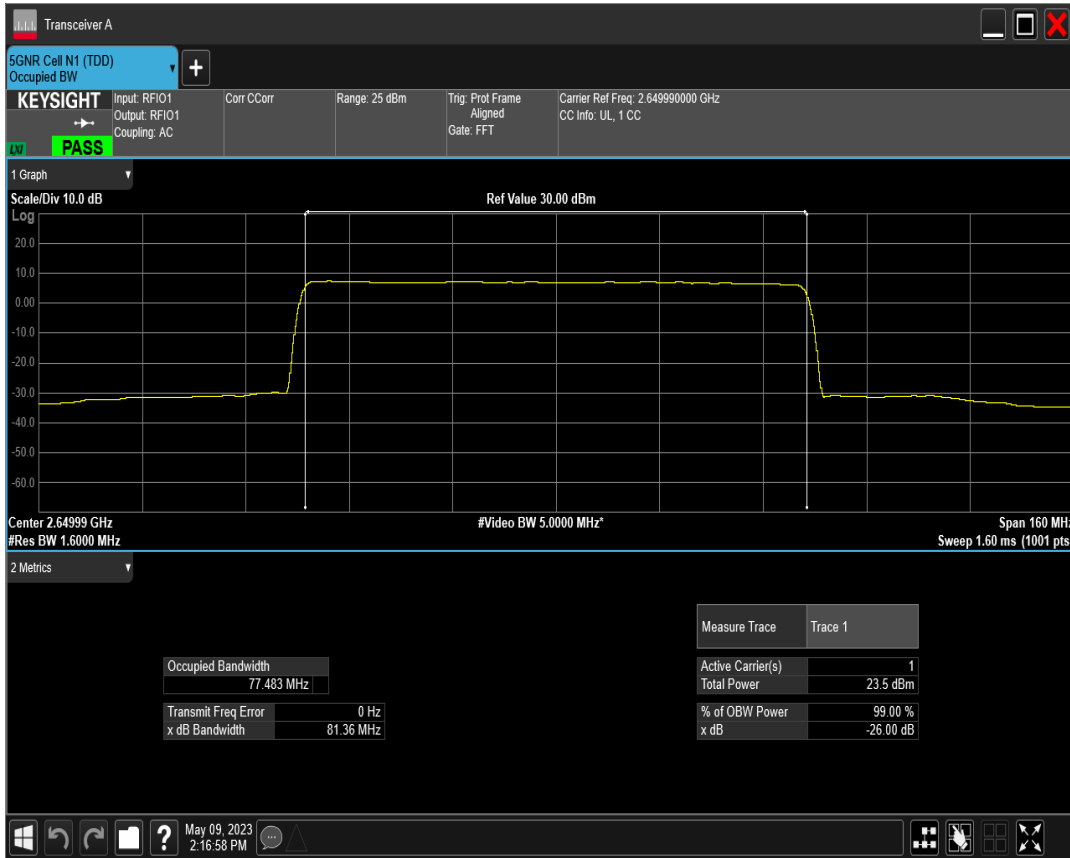 Transceiver A
5GNR Cell N1 (TDD)
Occupied BW
+
KEYSIGHT
LXI
PASS
Input: RFIO1
Output: RFIO1
Coupling: AC
Corr CCorr
Range: 25 dBm
Trig: Prot Frame
Aligned
Gate: FFT
Carrier Ref Freq: 2.649990000 GHz
CC Info: UL, 1 CC
1 Graph
Scale/Div 10.0 dB
Ref Value 30.00 dBm
Log
20.0
10.0
0.00
-10.0
-20.0
-30.0
-40.0
-50.0
-60.0
Center 2.64999 GHz
#Video BW 5.0000 MHz*
Span 160 MHz
#Res BW 1.6000 MHz
Sweep 1.60 ms (1001 pts
2 Metrics
Measure Trace Trace 1
Occupied Bandwidth
77.483 MHz
Active Carrier(s) 1
Total Power 23.5 dBm
Transmit Freq Error 0 Hz
x dB Bandwidth 81.36 MHz
% of OBW Power 99.00 %
x dB -26.00 dB
?
May 09, 2023
2:16:58 PM